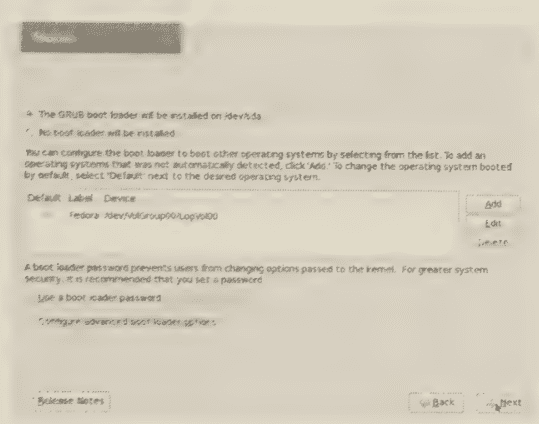 The GRUB boot loader will be installed on /dev/sda.
No boot loader will be installed.
You can configure the boot loader to boot other operating systems by selecting from the list. To add an
operating systems that was not automatically detected, click 'Add.' To change the operating system booted
by default, select 'Default' next to the desired operating system.
Default Label Device
Fedora /dev/VolGroup00/LogVol00
Add
Edit
Delete
A boot loader password prevents users from changing options passed to the kernel. For greater system
security, it is recommended that you set a password.
Use a boot loader password
Configure advanced boot loader options
Release Notes
Back
Next